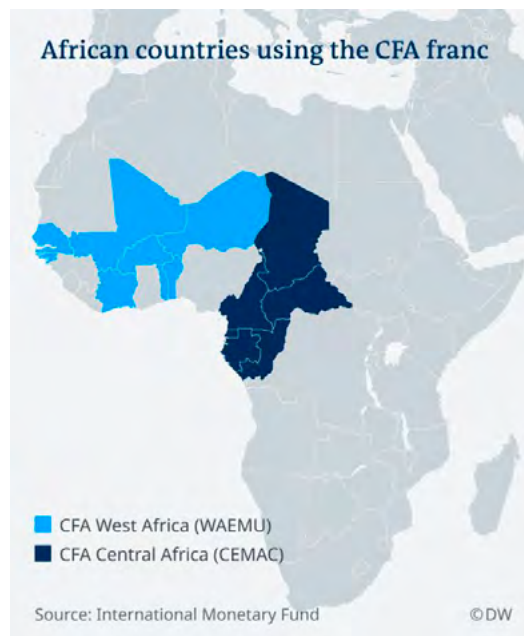 African countries using the CFA franc
CFA West Africa (WAEMU)
CFA Central Africa (CEMAC)
Source: International Monetary Fund ©DW